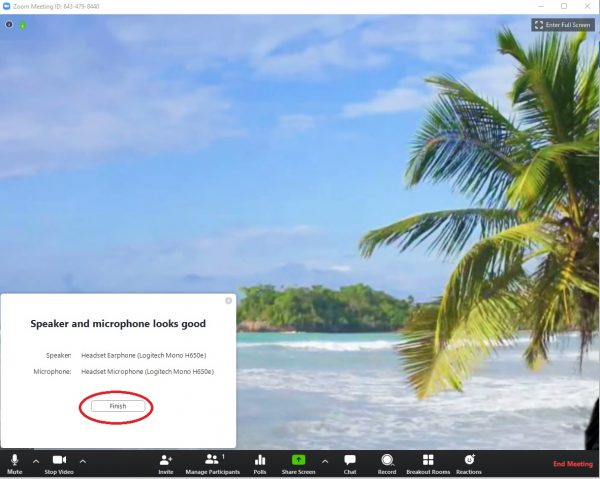 Zoom Meeting ID: 643-479-8440
Enter Full Screen
Speaker and microphone looks good
Speaker: Headset Earphone (Logitech Mono H650e)
Microphone: Headset Microphone (Logitech Mono H650e)
Finish
Mute Stop Video Invite Manage Participants 1 Polls Share Screen Chat Record Breakout Rooms Reactions End Meeting